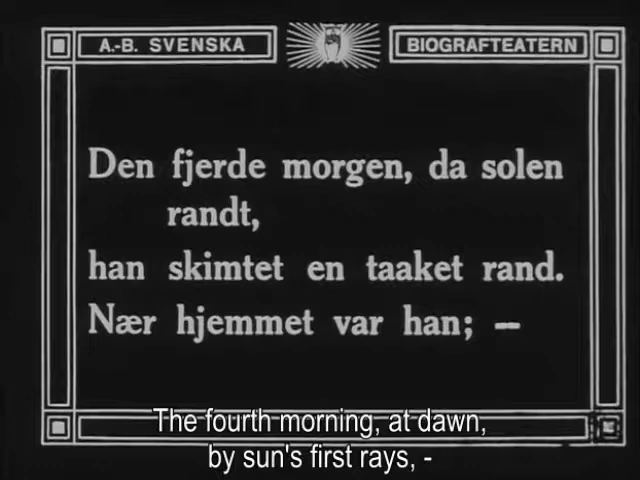 A.-B. SVENSKA BIOGRAFTEATERN
Den fjerde morgen, da solen
randt,
han skimtet en taaket rand.
Nær hjemmet var han; —
The fourth morning, at dawn,
by sun's first rays, -